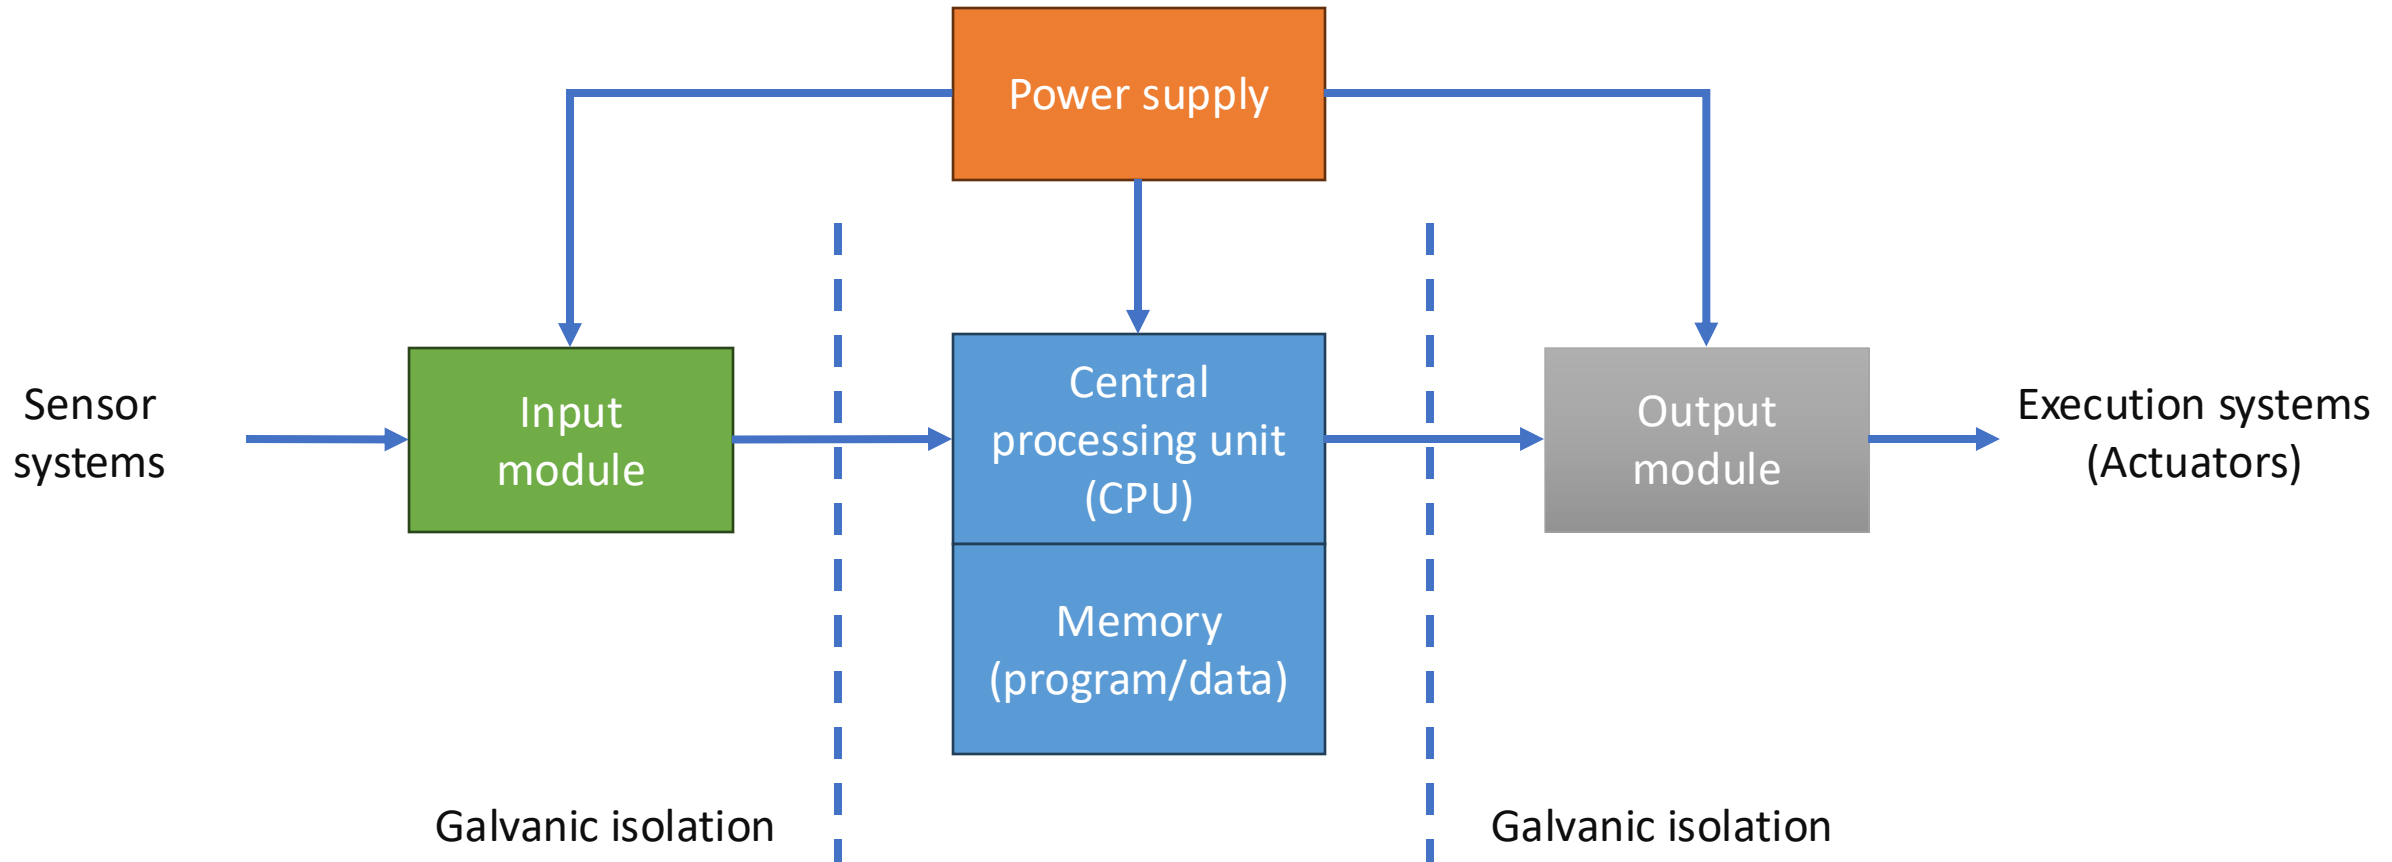 Power supply
Sensor
systems
Input
module
Central
processing unit
(CPU)
Memory
(program/data)
Output
module
Execution systems
(Actuators)
Galvanic isolation
Galvanic isolation